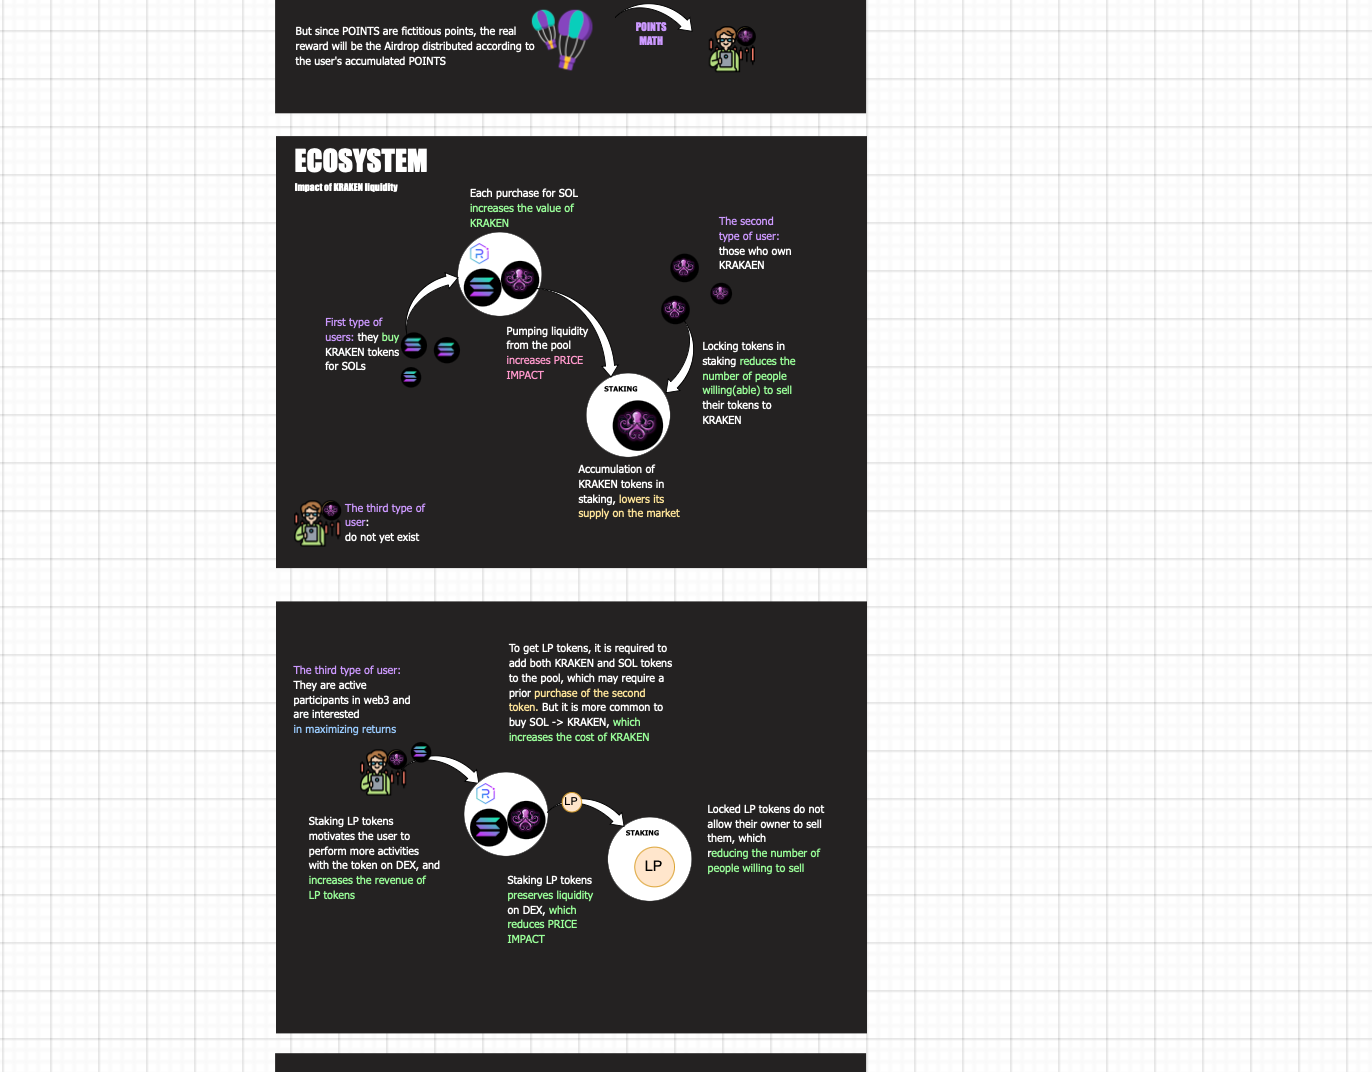 But since POINTS are fictitious points, the real
reward will be the Airdrop distributed according to
the user's accumulated POINTS
POINTS
MATH
ECOSYSTEM
Impact of KRAKEN liquidity
Each purchase for SOL
increases the value of
KRAKEN
The second
type of user:
those who own
KRAKAEN
First type of
users: they buy
KRAKEN tokens
for SOLs
Pumping liquidity
from the pool
increases PRICE
IMPACT
Locking tokens in
staking reduces the
number of people
willing(able) to sell
their tokens to
KRAKEN
STAKING
Accumulation of
KRAKEN tokens in
staking, lowers its
supply on the market
The third type of
user:
do not yet exist
To get LP tokens, it is required to
add both KRAKEN and SOL tokens
to the pool, which may require a
prior purchase of the second
token. But it is more common to
buy SOL -> KRAKEN, which
increases the cost of KRAKEN
The third type of user:
They are active
participants in web3 and
are interested
in maximizing returns
R
LP
STAKING
LP
Locked LP tokens do not
allow their owner to sell
them, which
reducing the number of
people willing to sell
Staking LP tokens
motivates the user to
perform more activities
with the token on DEX, and
increases the revenue of
LP tokens
Staking LP tokens
preserves liquidity
on DEX, which
reduces PRICE
IMPACT